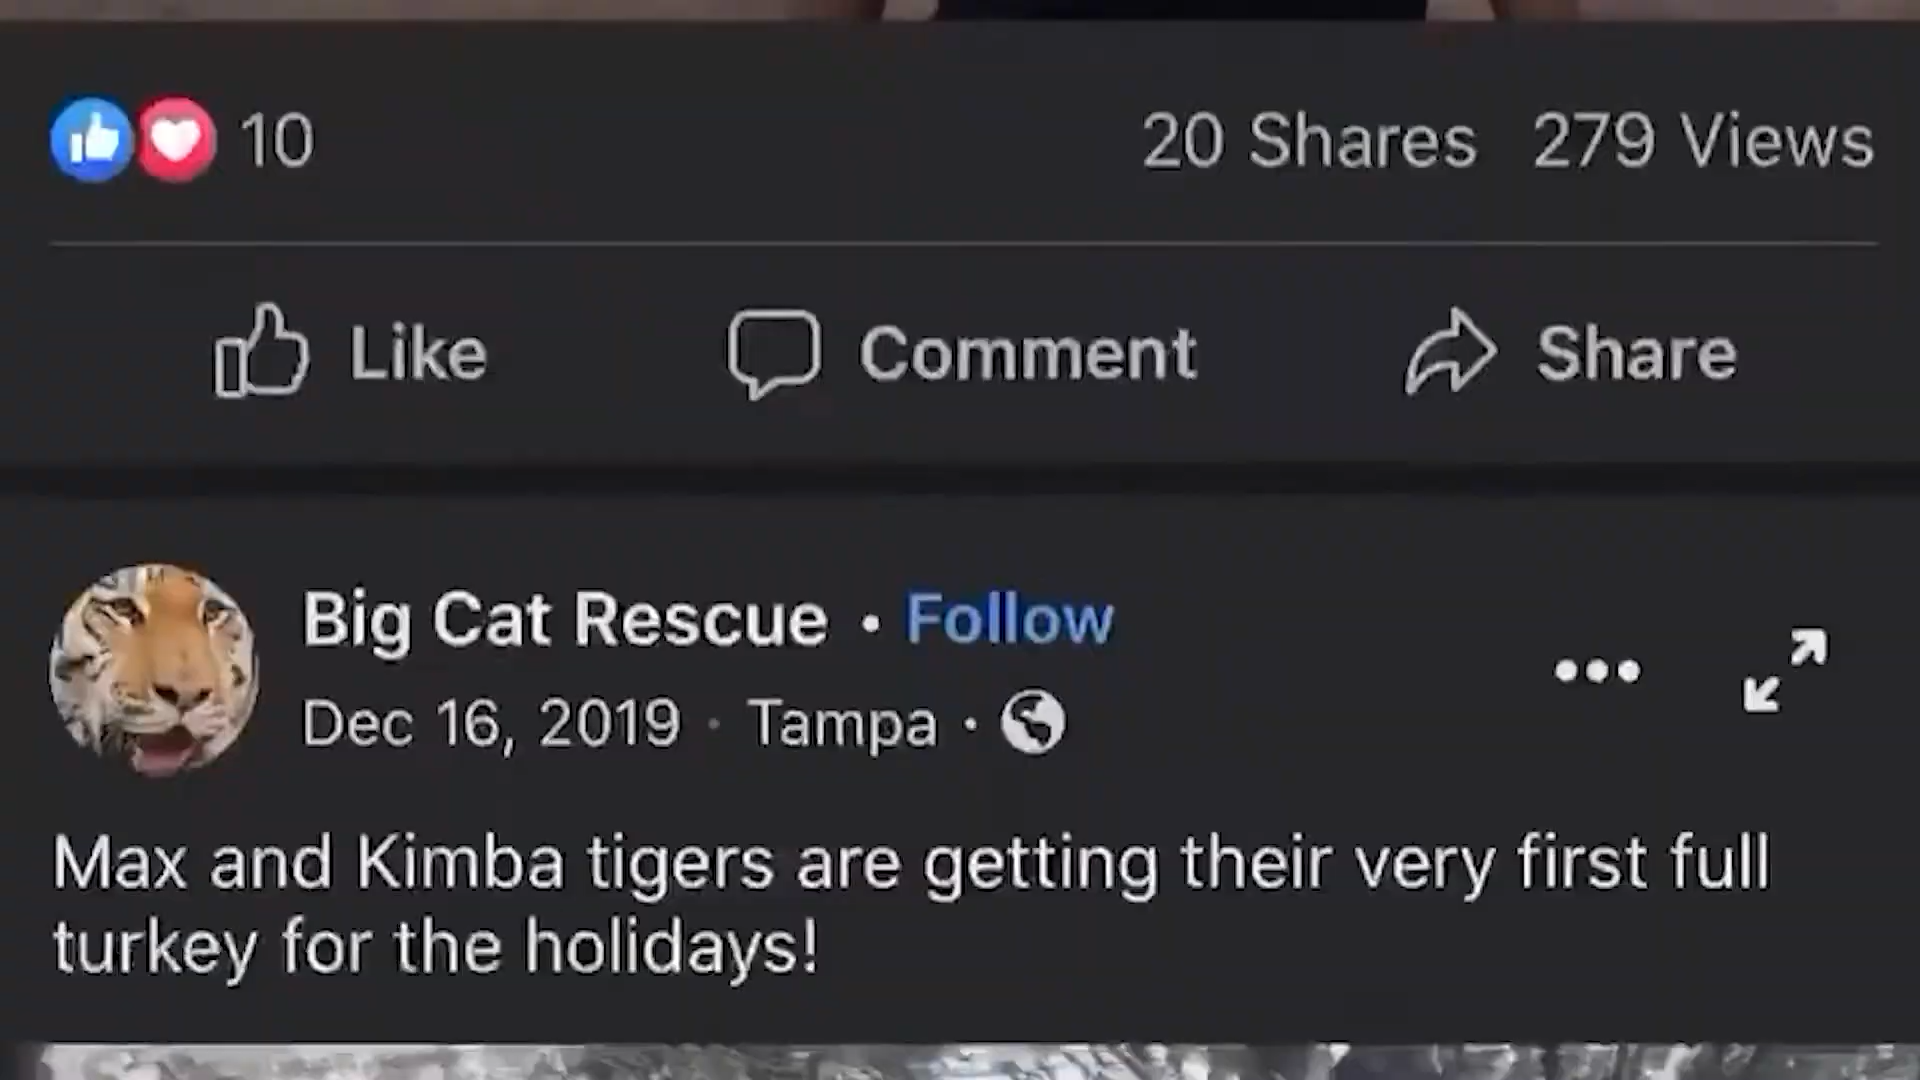 10 20 Shares 279 Views
Like Comment Share
Big Cat Rescue · Follow
Dec 16, 2019 · Tampa ·
Max and Kimba tigers are getting their very first full
turkey for the holidays!